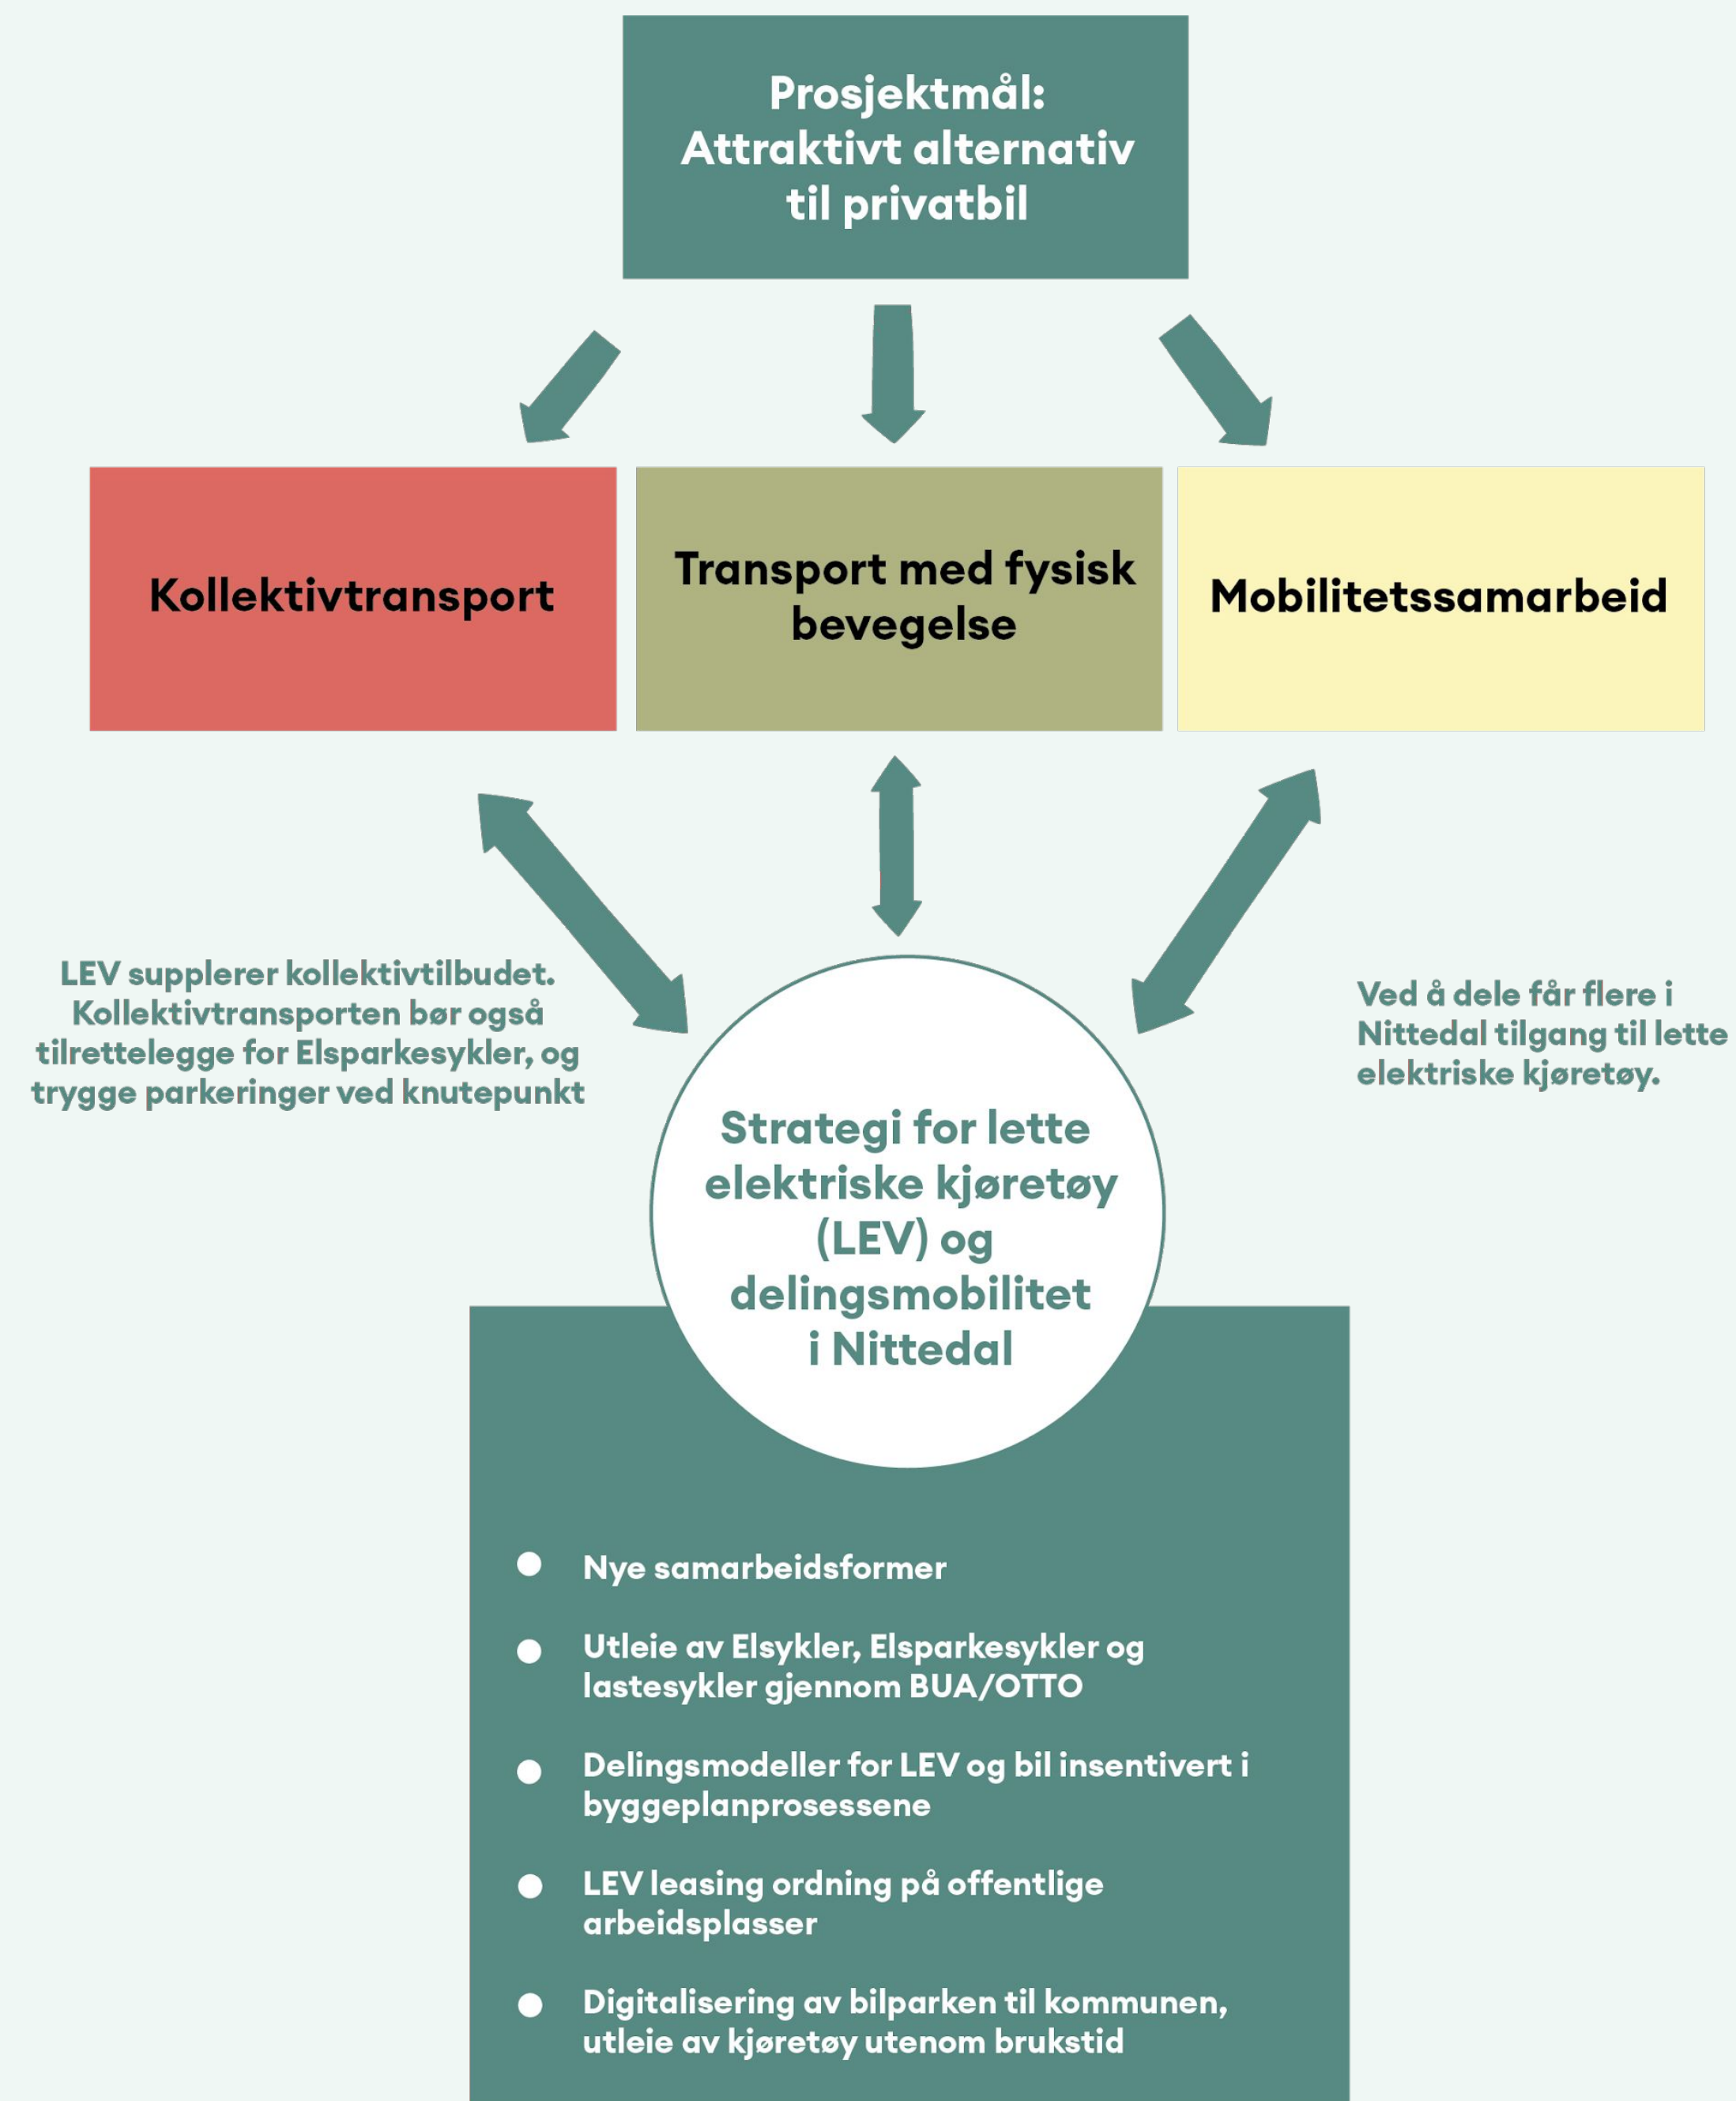 Prosjektmål:
Attraktivt alternativ
til privatbil
Kollektivtransport
Transport med fysisk
bevegelse
Mobilitetssamarbeid
LEV supplerer kollektivtilbudet.
Kollektivtransporten bør også
tilrettelegge for Elsparkesykler, og
trygge parkeringer ved knutepunkt
Ved å dele får flere i
Nittedal tilgang til lette
elektriske kjøretøy.
Strategi for lette
elektriske kjøretøy
(LEV) og
delingsmobilitet
i Nittedal
Nye samarbeidsformer
Utleie av Elsykler, Elsparkesykler og
lastesykler gjennom BUA/OTTO
Delingsmodeller for LEV og bil insentivert i
byggeplanprosessene
LEV leasing ordning på offentlige
arbeidsplasser
Digitalisering av bilparken til kommunen,
utleie av kjøretøy utenom brukstid